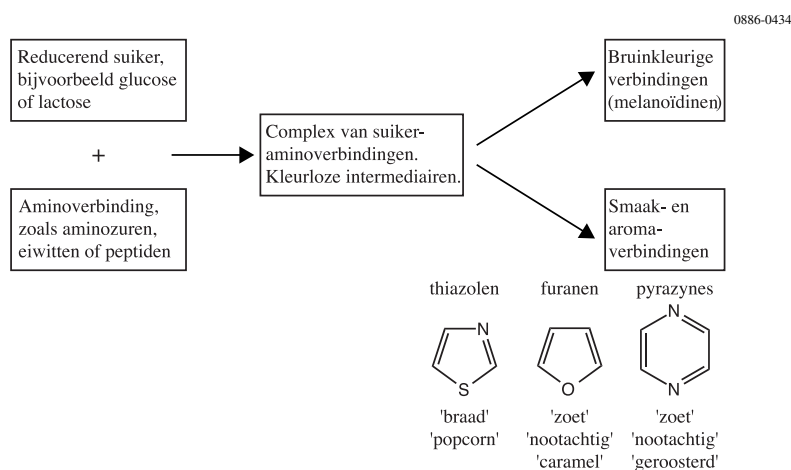 0886-0434
Reducerend suiker,
bijvoorbeeld glucose
of lactose
+
Aminoverbinding,
zoals aminozuren,
eiwitten of peptiden
Complex van suiker-
aminoverbindingen.
Kleurloze intermediairen.
Bruinkleurige
verbindingen
(melanoïdinen)
Smaak- en
aroma-
verbindingen
thiazolen
N
S
'braad'
'popcorn'
furanen
O
'zoet'
'nootachtig'
'caramel'
pyrazynes
N
N
'zoet'
'nootachtig'
'geroosterd'